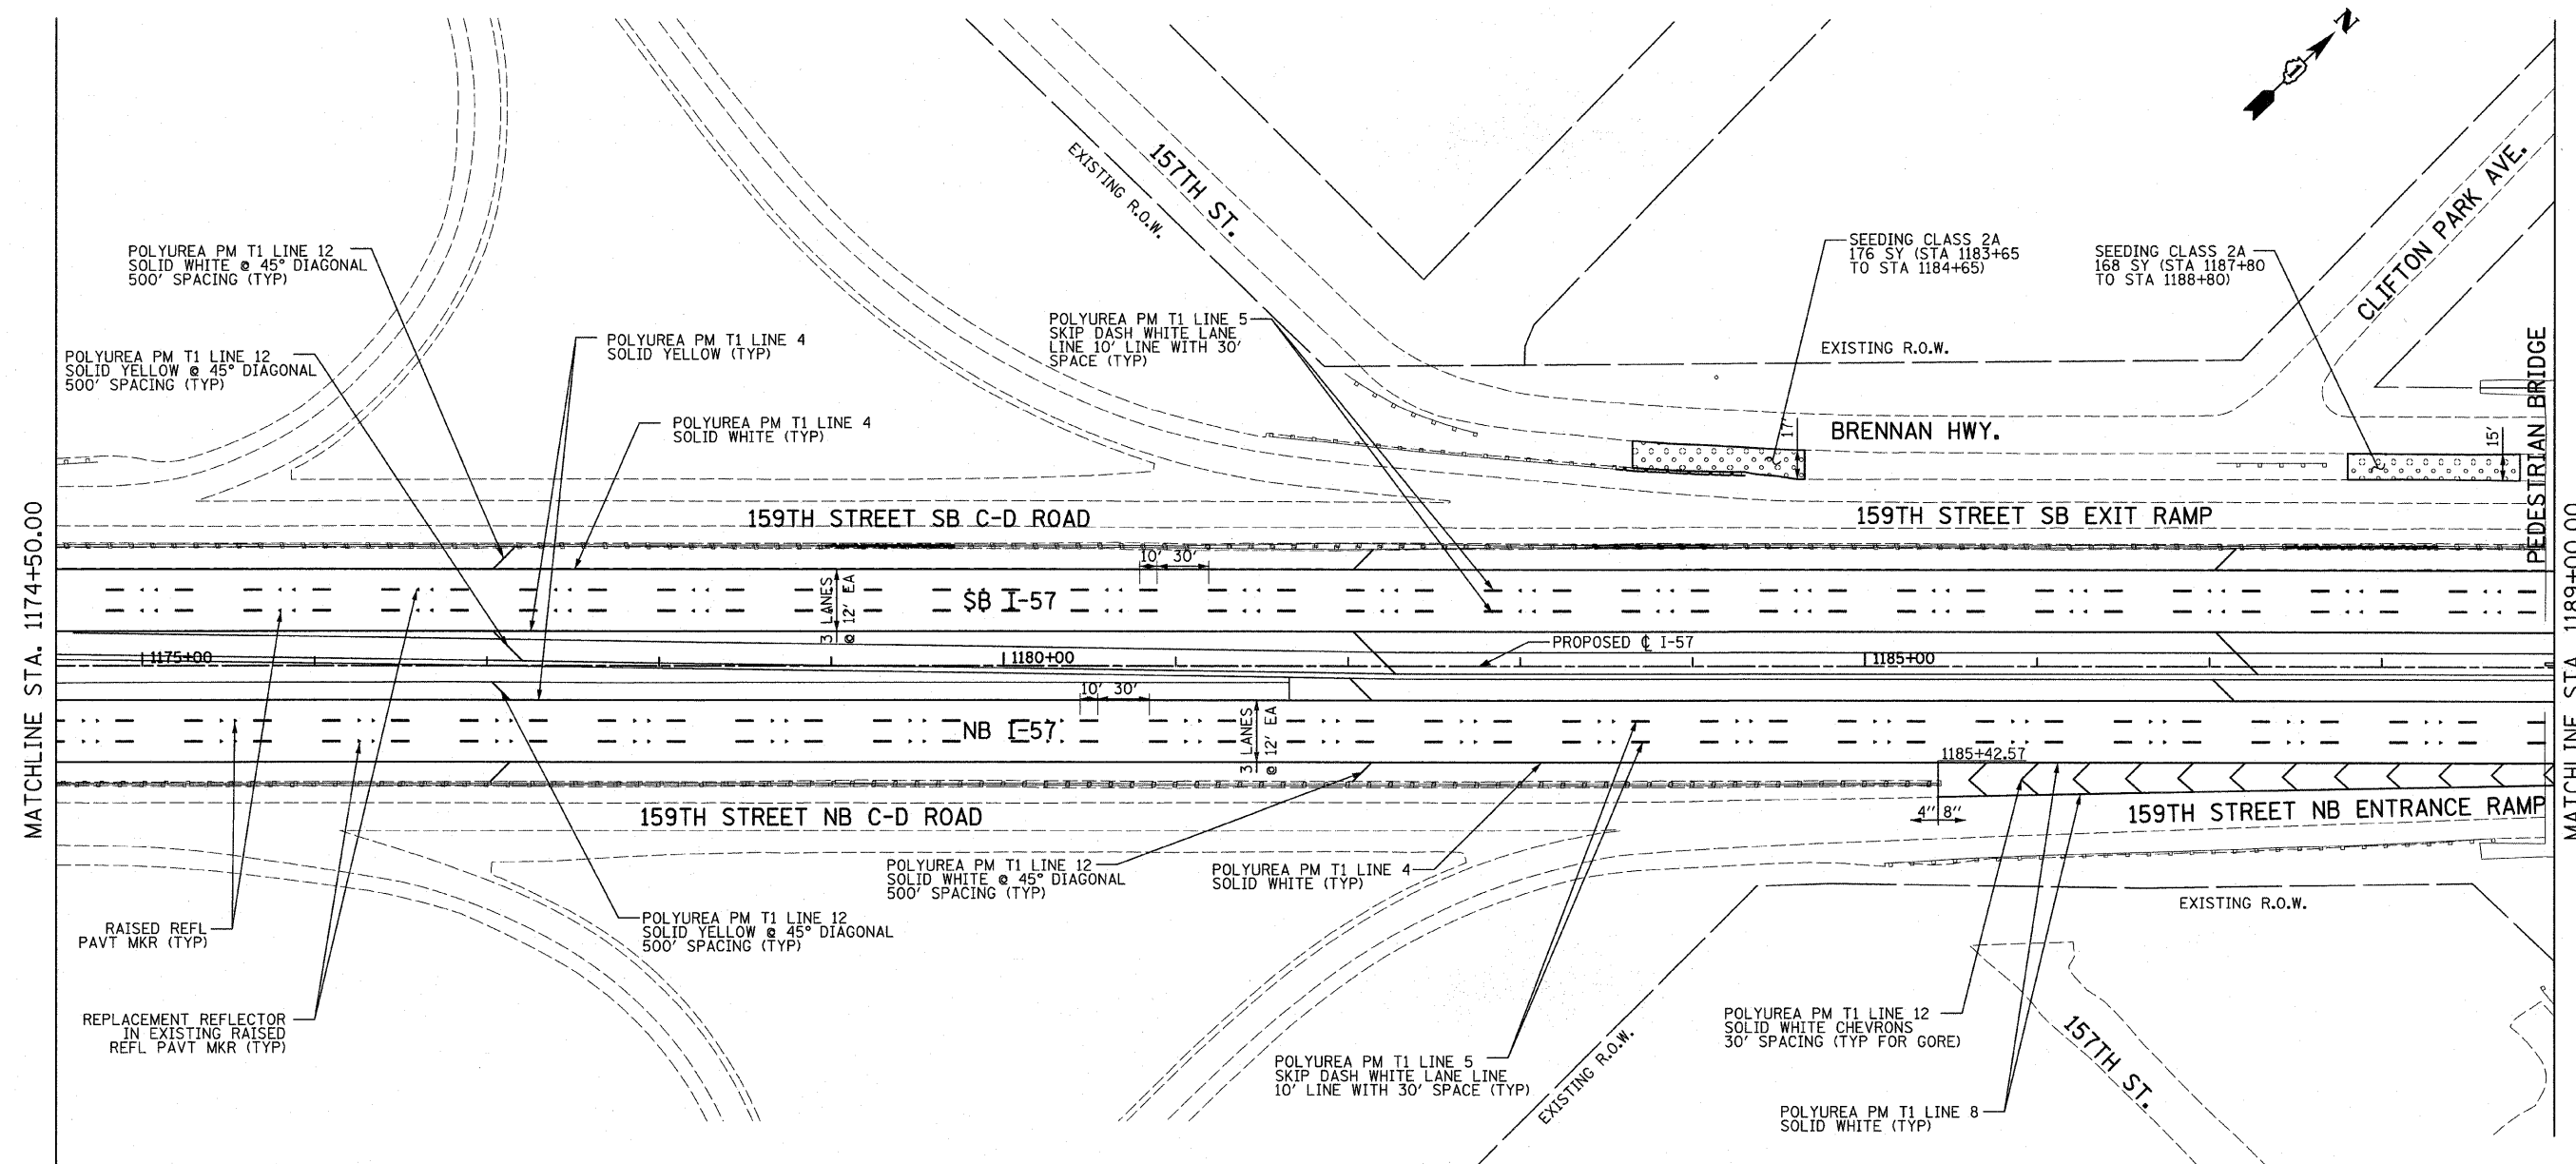 N
157TH ST.
EXISTING R.O.W.
CLIFTON PARK AVE.
POLYUREA PM T1 LINE 12
SOLID WHITE @ 45° DIAGONAL
500' SPACING (TYP)
SEEDING CLASS 2A
176 SY (STA 1183+65
TO STA 1184+65)
SEEDING CLASS 2A
168 SY (STA 1187+80
TO STA 1188+80)
POLYUREA PM T1 LINE 12
SOLID YELLOW @ 45° DIAGONAL
500' SPACING (TYP)
POLYUREA PM T1 LINE 4
SOLID YELLOW (TYP)
POLYUREA PM T1 LINE 5
SKIP DASH WHITE LANE
LINE 10' LINE WITH 30'
SPACE (TYP)
EXISTING R.O.W.
PEDESTRIAN BRIDGE
POLYUREA PM T1 LINE 4
SOLID WHITE (TYP)
17'
BRENNAN HWY.
15'
MATCHLINE STA. 1174+50.00
159TH STREET SB C-D ROAD
159TH STREET SB EXIT RAMP
MATCHLINE STA. 1189+00.00
10' 30'
3 LANES
@ 12' EA
SB I-57
PROPOSED ℄ I-57
1175+00
1180+00
1185+00
10' 30'
3 LANES
@ 12' EA
NB I-57
1185+42.57
4" 8"
159TH STREET NB C-D ROAD
159TH STREET NB ENTRANCE RAMP
POLYUREA PM T1 LINE 12
SOLID WHITE @ 45° DIAGONAL
500' SPACING (TYP)
POLYUREA PM T1 LINE 4
SOLID WHITE (TYP)
EXISTING R.O.W.
RAISED REFL
PAVT MKR (TYP)
POLYUREA PM T1 LINE 12
SOLID YELLOW @ 45° DIAGONAL
500' SPACING (TYP)
REPLACEMENT REFLECTOR
IN EXISTING RAISED
REFL PAVT MKR (TYP)
POLYUREA PM T1 LINE 12
SOLID WHITE CHEVRONS
30' SPACING (TYP FOR GORE)
POLYUREA PM T1 LINE 5
SKIP DASH WHITE LANE LINE
10' LINE WITH 30' SPACE (TYP)
EXISTING R.O.W.
157TH ST.
POLYUREA PM T1 LINE 8
SOLID WHITE (TYP)